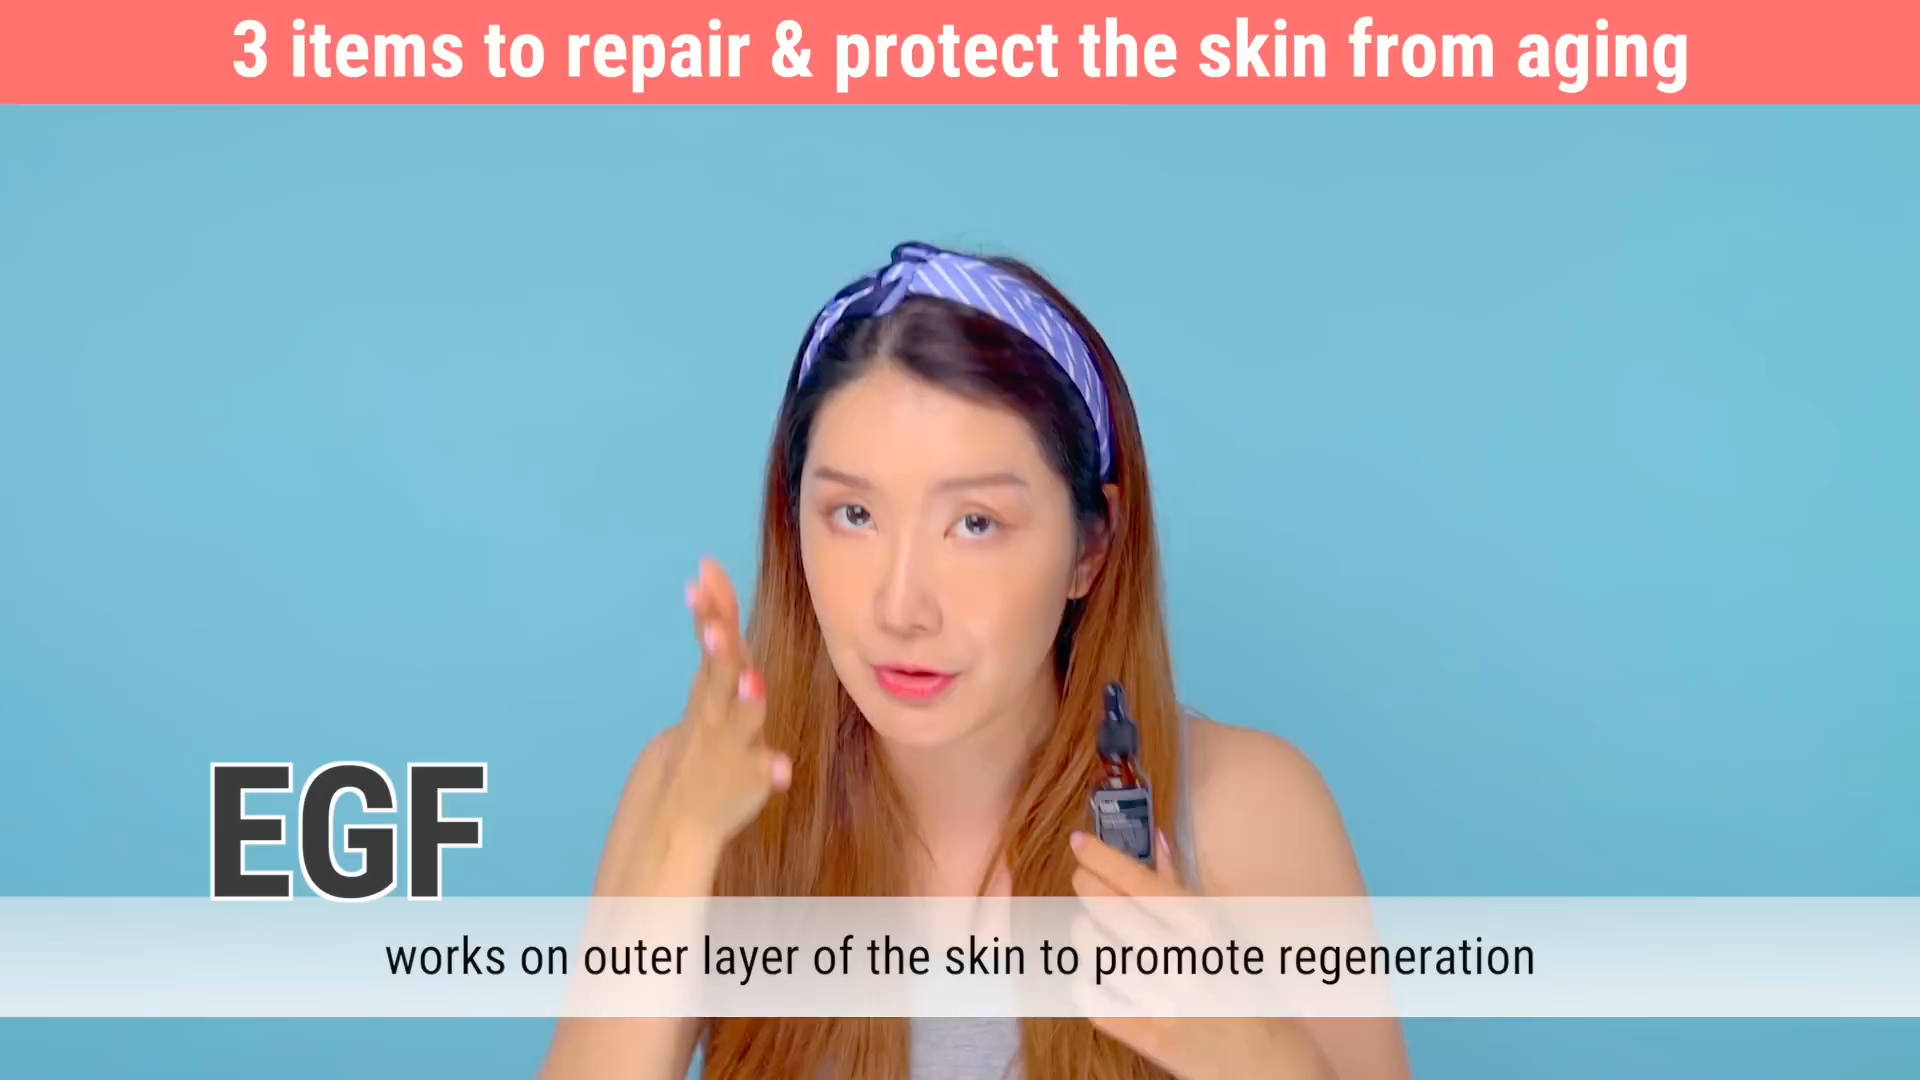 3 items to repair & protect the skin from aging
EGF
works on outer layer of the skin to promote regeneration